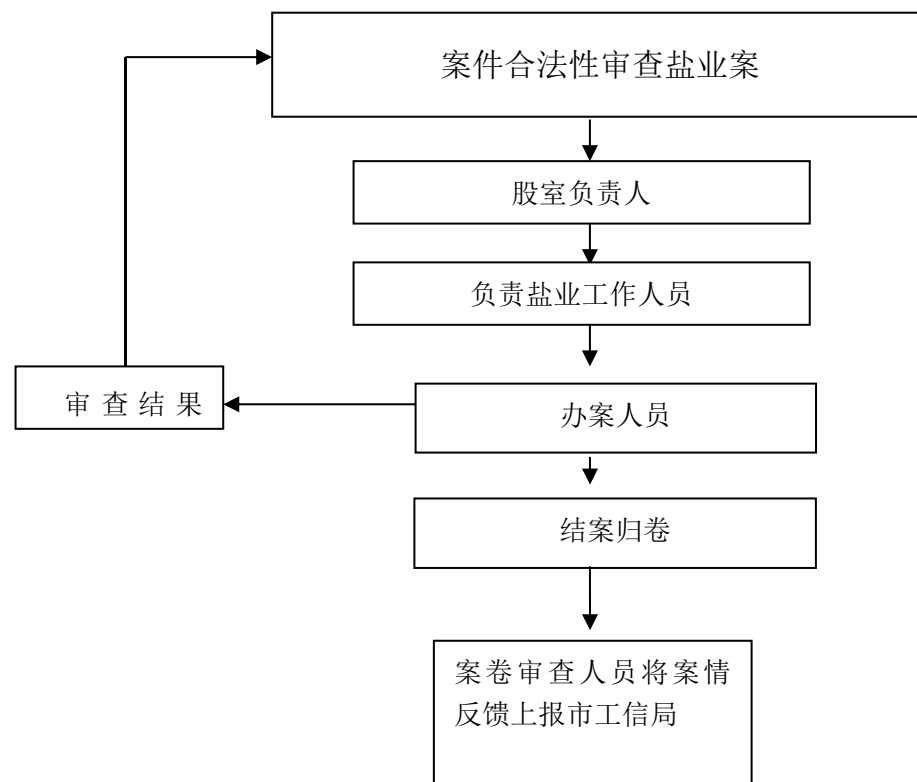 案件合法性审查盐业案
股室负责人
负责盐业工作人员
审查结果
办案人员
结案归卷
案卷审查人员将案情
反馈上报市工信局